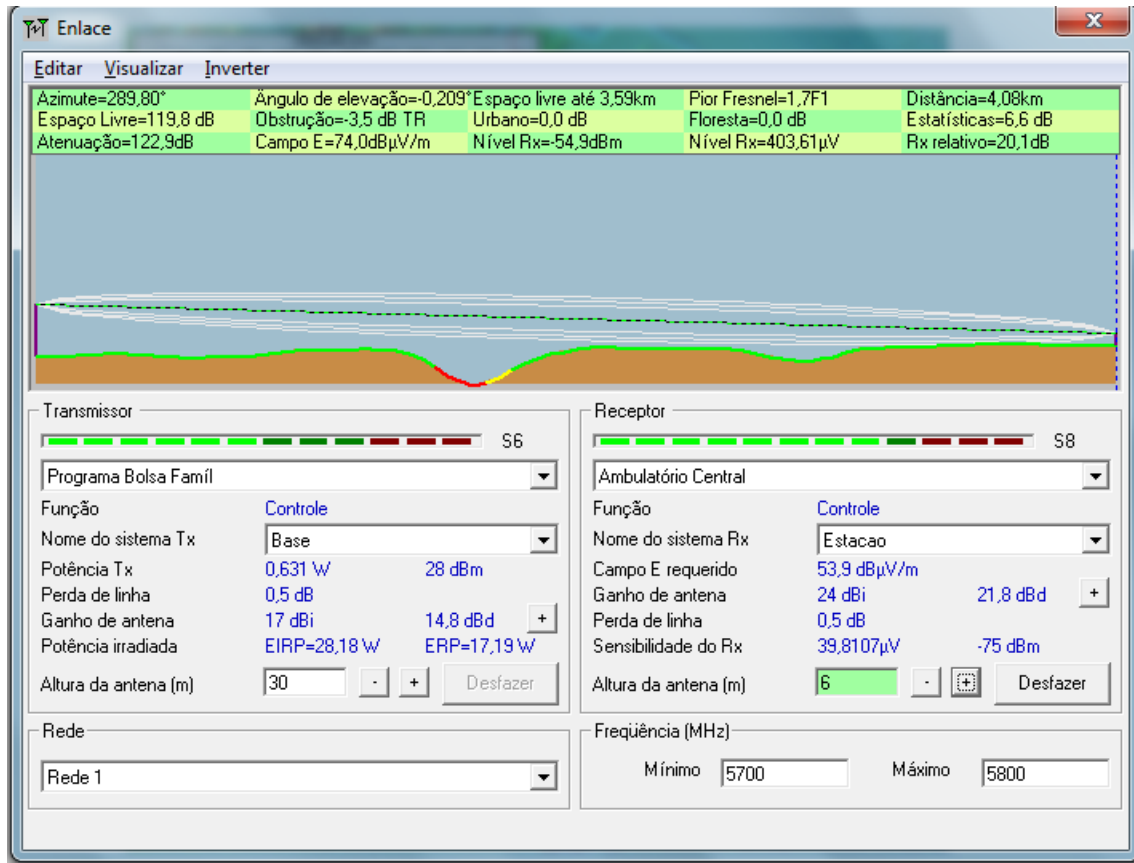 Enlace
Editar Visualizar Inverter
Azimute=289,80° Ângulo de elevação=-0,209° Espaço livre até 3,59km Pior Fresnel=1,7F1 Distância=4,08km
Espaço Livre=119,8 dB Obstrução=-3,5 dB TR Urbano=0,0 dB Floresta=0,0 dB Estatísticas=6,6 dB
Atenuação=122,9dB Campo E=74,0dBµV/m Nível Rx=-54,9dBm Nível Rx=403,61µV Rx relativo=20,1dB
Transmissor
S6
Programa Bolsa Famíl
Função Controle
Nome do sistema Tx Base
Potência Tx 0,631 W 28 dBm
Perda de linha 0,5 dB
Ganho de antena 17 dBi 14,8 dBd +
Potência irradiada EIRP=28,18 W ERP=17,19 W
Altura da antena (m) 30 - + Desfazer
Receptor
S8
Ambulatório Central
Função Controle
Nome do sistema Rx Estacao
Campo E requerido 53,9 dBµV/m
Ganho de antena 24 dBi 21,8 dBd +
Perda de linha 0,5 dB
Sensibilidade do Rx 39,8107µV -75 dBm
Altura da antena (m) 6 - + Desfazer
Rede
Rede 1
Freqüência (MHz)
Mínimo 5700 Máximo 5800